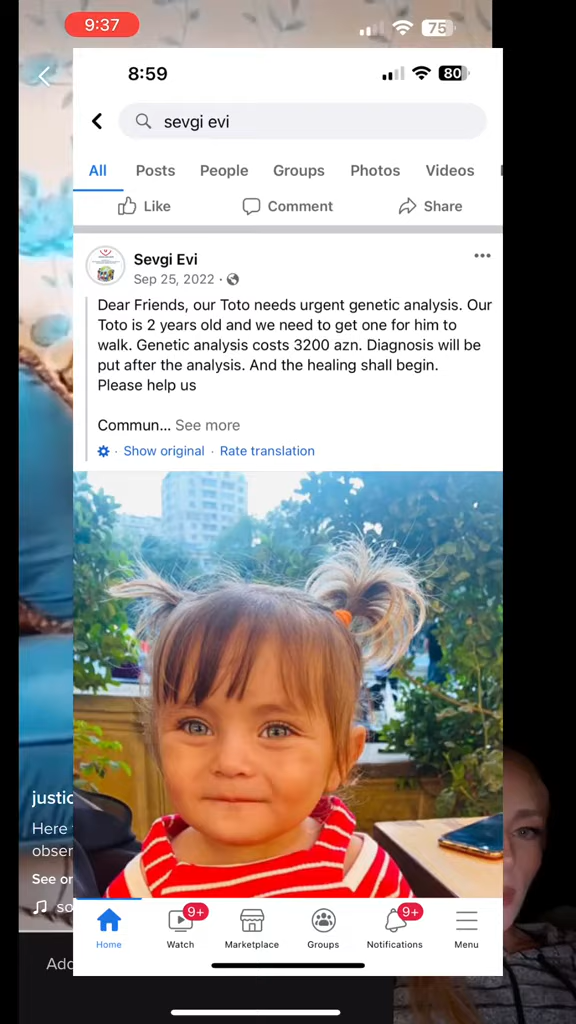 9:37
75
8:59
80
sevgi evi
All Posts People Groups Photos Videos
Like Comment Share
Sevgi Evi
Sep 25, 2022 ·
Dear Friends, our Toto needs urgent genetic analysis. Our
Toto is 2 years old and we need to get one for him to
walk. Genetic analysis costs 3200 azn. Diagnosis will be
put after the analysis. And the healing shall begin.
Please help us
Commun... See more
· Show original · Rate translation
justic
Here
obser
See or
so
Adc
9+
9+
Home Watch Marketplace Groups Notifications Menu